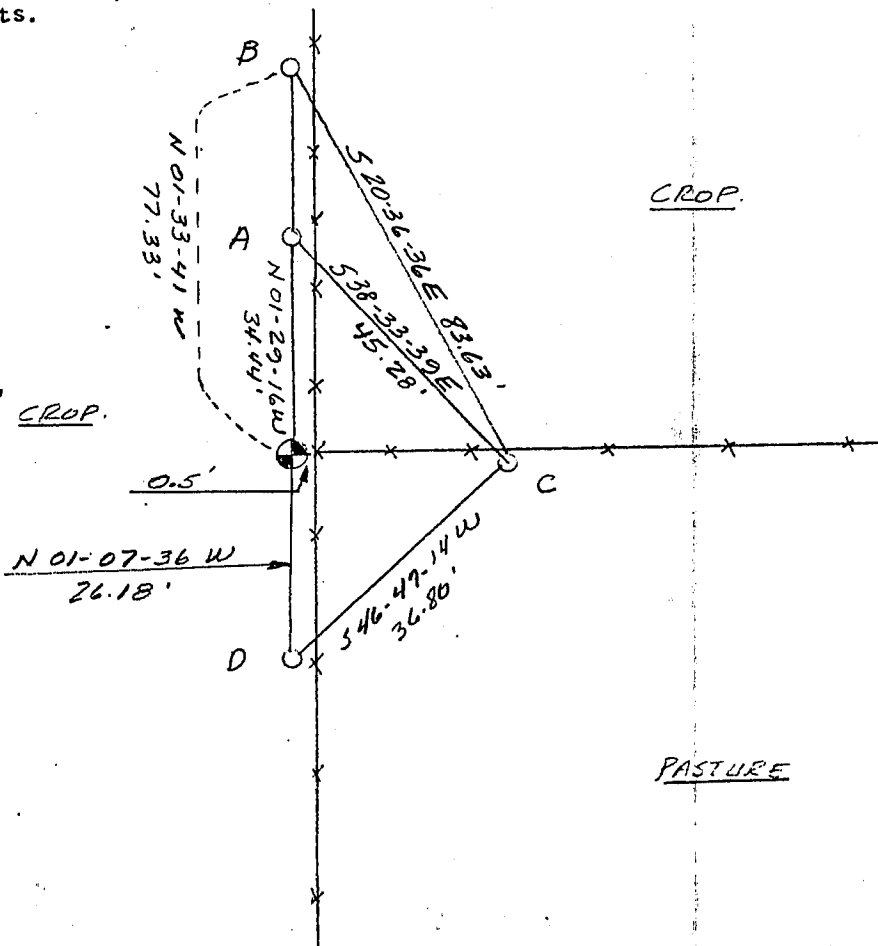 ts.
B
CROP.
S 20-36-36 E 83.63'
N 01-33-41 W
77.33'
A
S 38-33-39 E
45.28'
N 01-29-16 W
34.44'
CROP.
0.5'
C
N 01-07-36 W
26.18'
S 46-47-14 W
36.80'
D
PASTURE